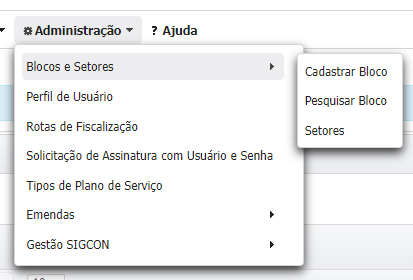 Administração ? Ajuda
Blocos e Setores
Cadastrar Bloco
Perfil de Usuário
Pesquisar Bloco
Rotas de Fiscalização
Setores
Solicitação de Assinatura com Usuário e Senha
Tipos de Plano de Serviço
Emendas
Gestão SIGCON